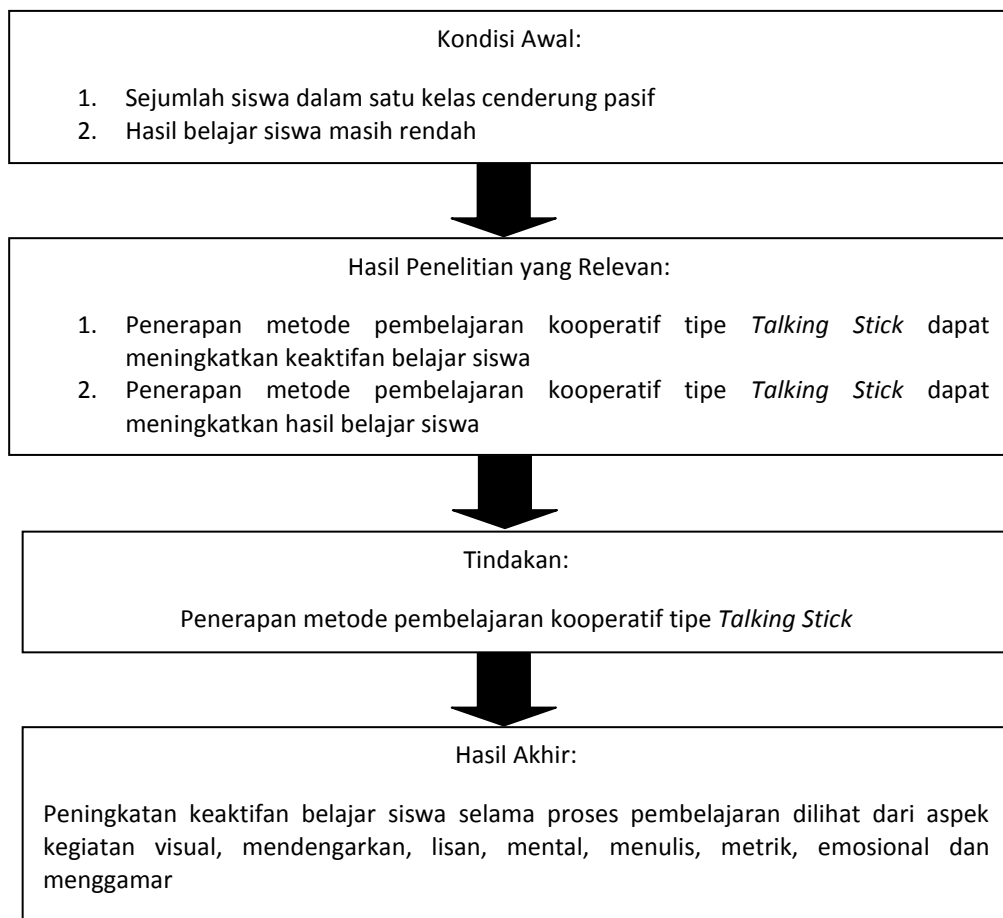 Kondisi Awal:
1. Sejumlah siswa dalam satu kelas cenderung pasif
2. Hasil belajar siswa masih rendah
Hasil Penelitian yang Relevan:
1. Penerapan metode pembelajaran kooperatif tipe Talking Stick dapat
meningkatkan keaktifan belajar siswa
2. Penerapan metode pembelajaran kooperatif tipe Talking Stick dapat
meningkatkan hasil belajar siswa
Tindakan:
Penerapan metode pembelajaran kooperatif tipe Talking Stick
Hasil Akhir:
Peningkatan keaktifan belajar siswa selama proses pembelajaran dilihat dari aspek
kegiatan visual, mendengarkan, lisan, mental, menulis, metrik, emosional dan
menggamar